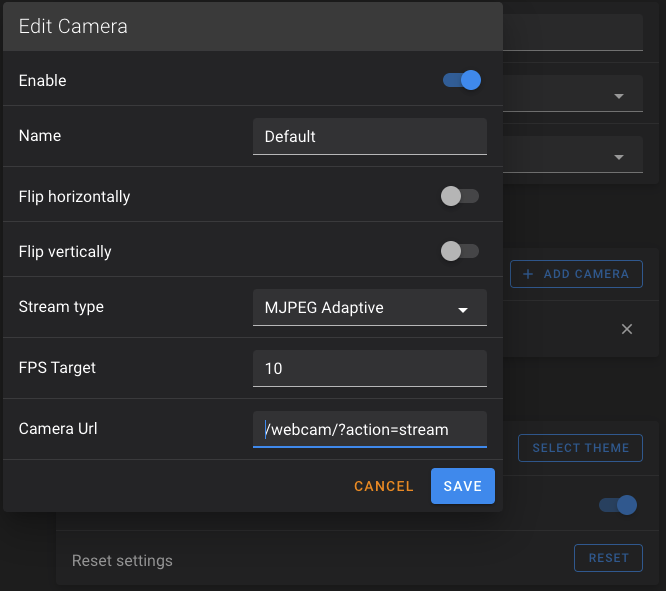 Edit Camera
Enable
Name
Default
Flip horizontally
Flip vertically
Stream type
MJPEG Adaptive
FPS Target
10
Camera Url
/webcam/?action=stream
CANCEL
SAVE
+ ADD CAMERA
SELECT THEME
Reset settings
RESET